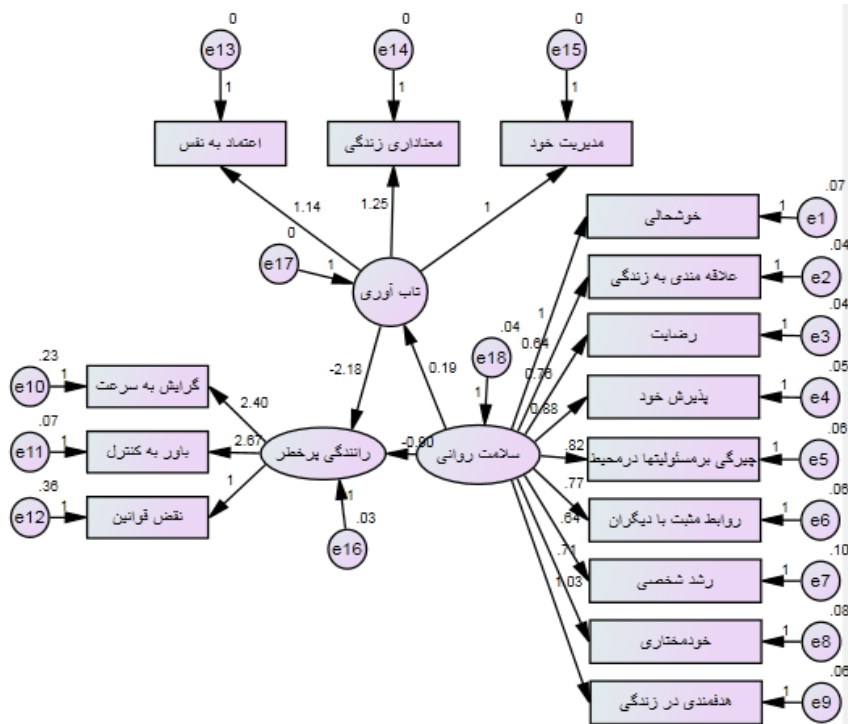 0 0 0
e13 e14 e15
1 1 1
اعتماد به نفس
معناداری زندگی
مدیریت خود
1.14
1.25
1
0
e17
1
تاب آوری
-2.18
0.19
.04
e18
1
سلامت روانی
-0.90
رانندگی پرخطر
1
.03
e16
.23
e10 1 گرایش به سرعت 2.40
.07
e11 1 باور به کنترل 2.67
.36
e12 1 نقض قوانین 1
1 خوشحالی 1 e1 .07
0.64 علاقه مندی به زندگی 1 e2 .04
رضایت 1 e3 .04
0.88 پذیرش خود 1 e4 .05
.82 چیرگی برمسئولیتها درمحیط 1 e5 .06
.77 روابط مثبت با دیگران 1 e6 .06
.64 رشد شخصی 1 e7 .10
.71 خودمختاری 1 e8 .08
1.03 هدفمندی در زندگی 1 e9 .06